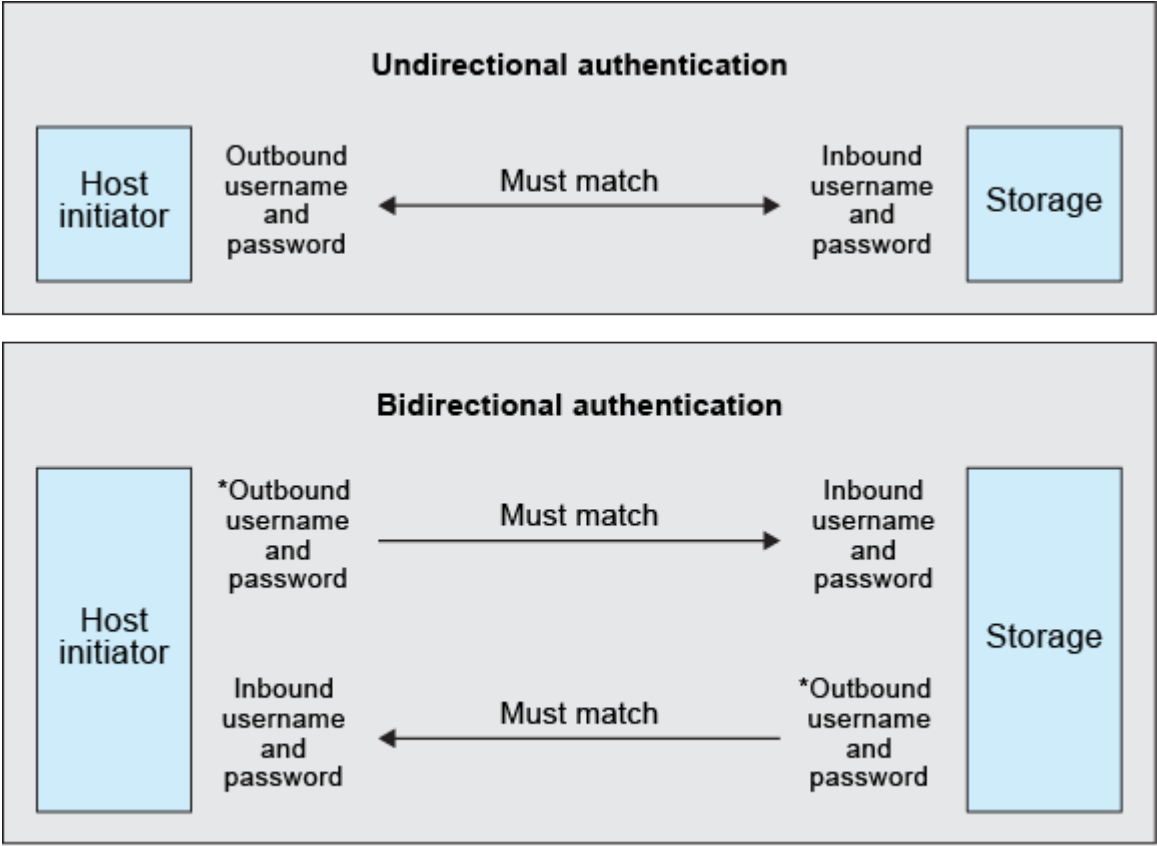 Undirectional authentication
Host
initiator
Outbound
username
and
password
Must match
Inbound
username
and
password
Storage
Bidirectional authentication
Host
initiator
*Outbound
username
and
password
Must match
Inbound
username
and
password
Inbound
username
and
password
Must match
*Outbound
username
and
password
Storage